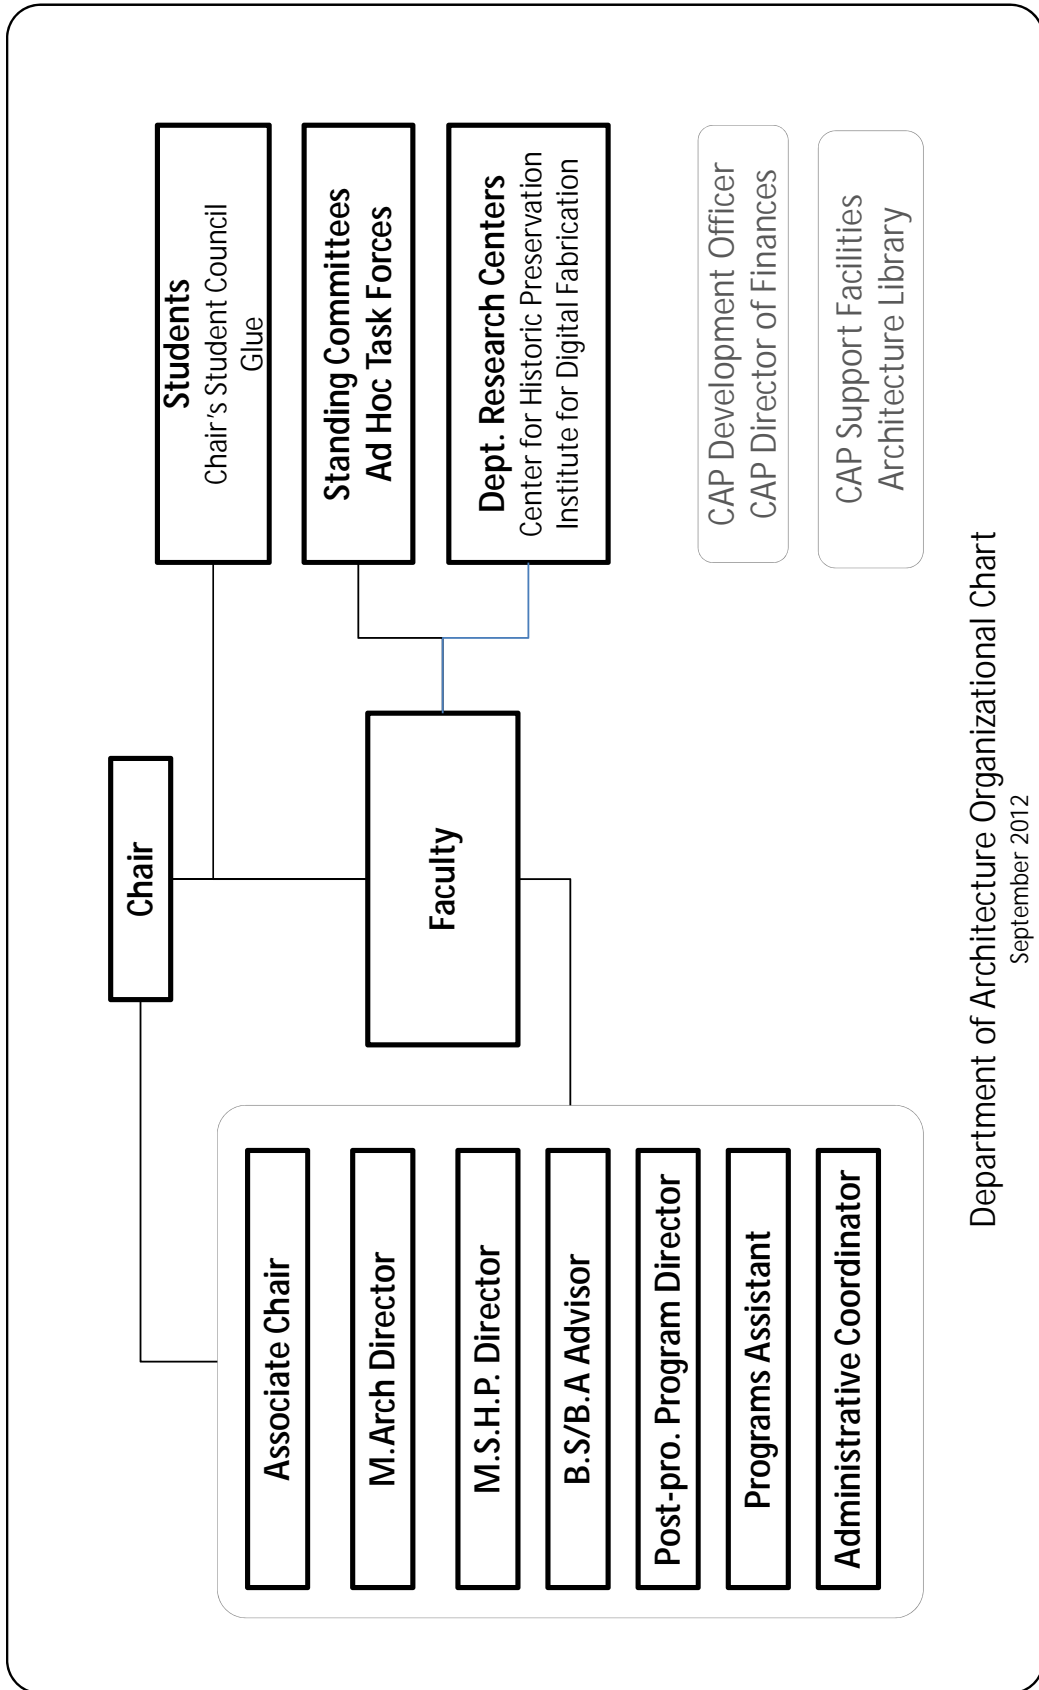 Chair
Associate Chair
M.Arch Director
M.S.H.P. Director
B.S/B.A Advisor
Post-pro. Program Director
Programs Assistant
Administrative Coordinator
Faculty
Students
Chair's Student Council
Glue
Standing Committees
Ad Hoc Task Forces
Dept. Research Centers
Center for Historic Preservation
Institute for Digital Fabrication
CAP Development Officer
CAP Director of Finances
CAP Support Facilities
Architecture Library
Department of Architecture Organizational Chart
September 2012